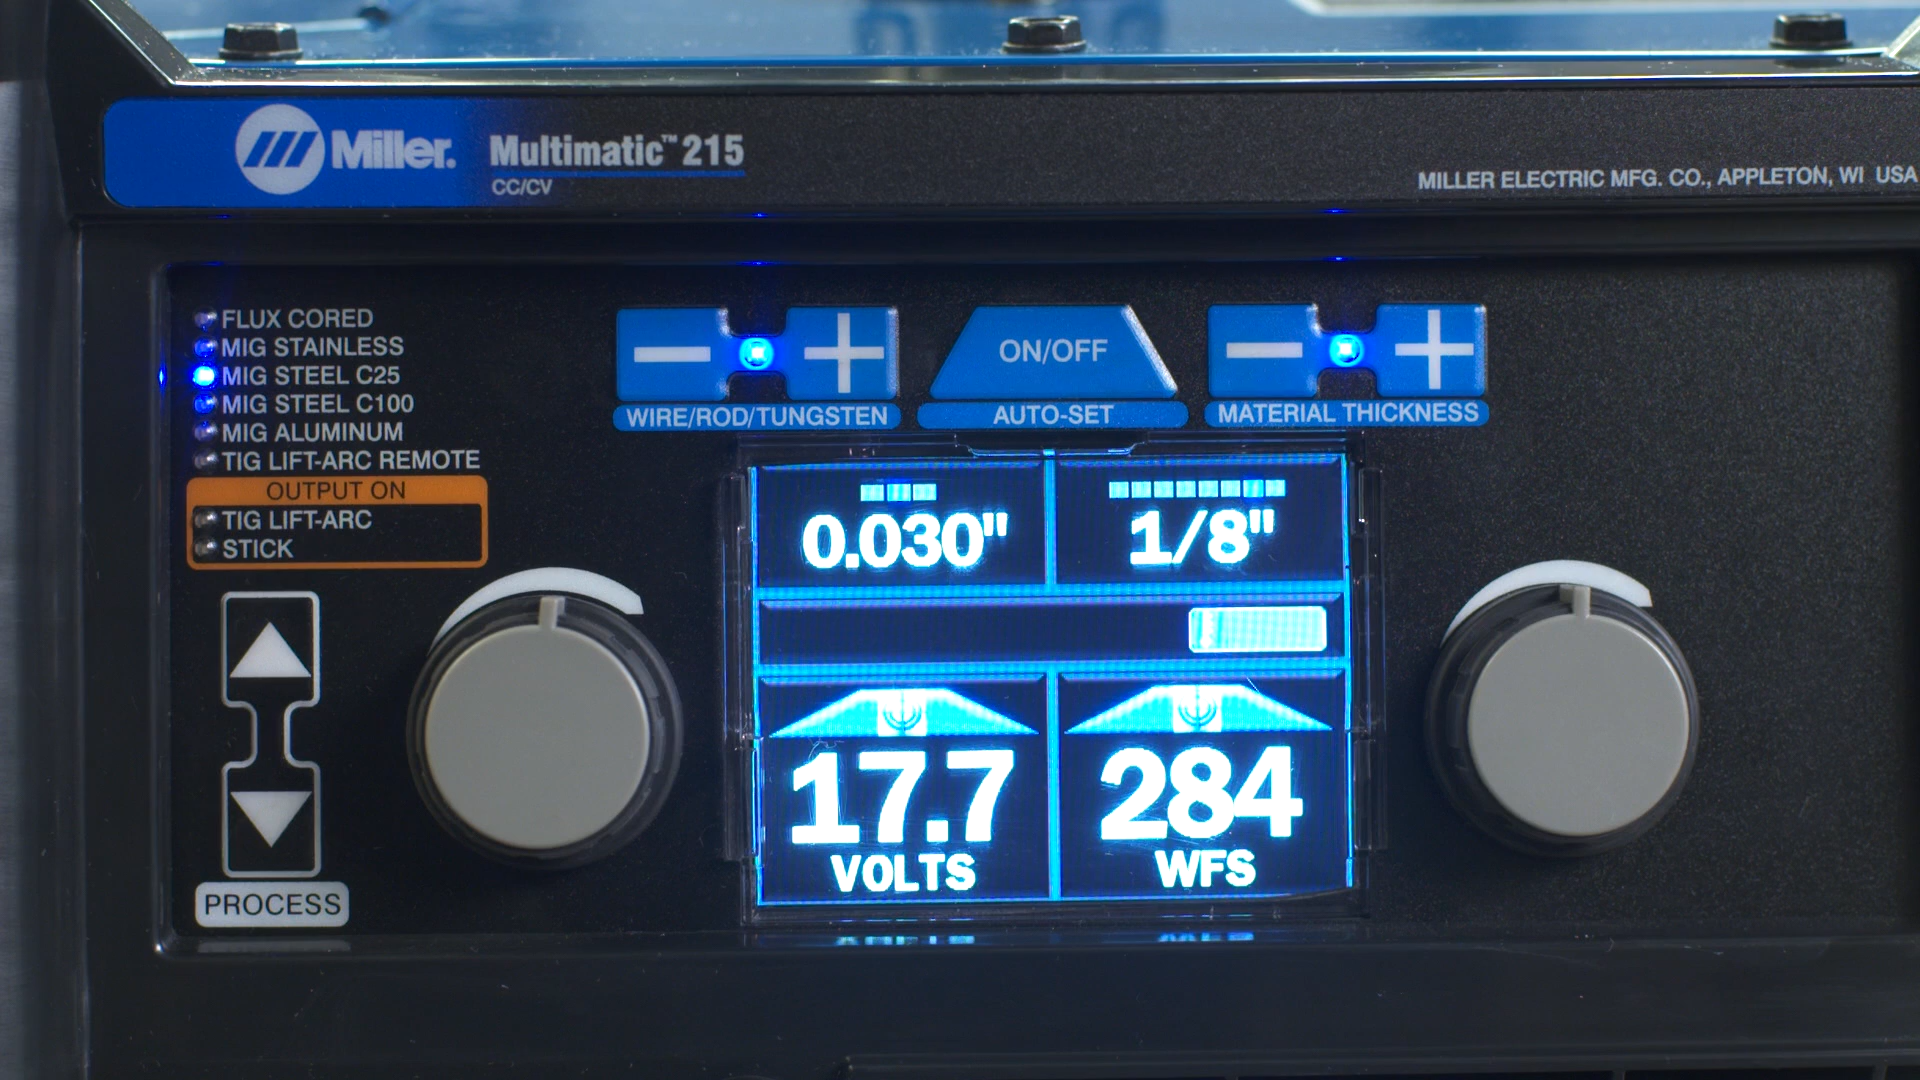 Miller.
Multimatic™ 215
CC/CV
MILLER ELECTRIC MFG. CO., APPLETON, WI USA
FLUX CORED
MIG STAINLESS
MIG STEEL C25
MIG STEEL C100
MIG ALUMINUM
TIG LIFT-ARC REMOTE
OUTPUT ON
TIG LIFT-ARC
STICK
PROCESS
WIRE/ROD/TUNGSTEN
ON/OFF
AUTO-SET
MATERIAL THICKNESS
0.030"
1/8"
17.7
VOLTS
284
WFS